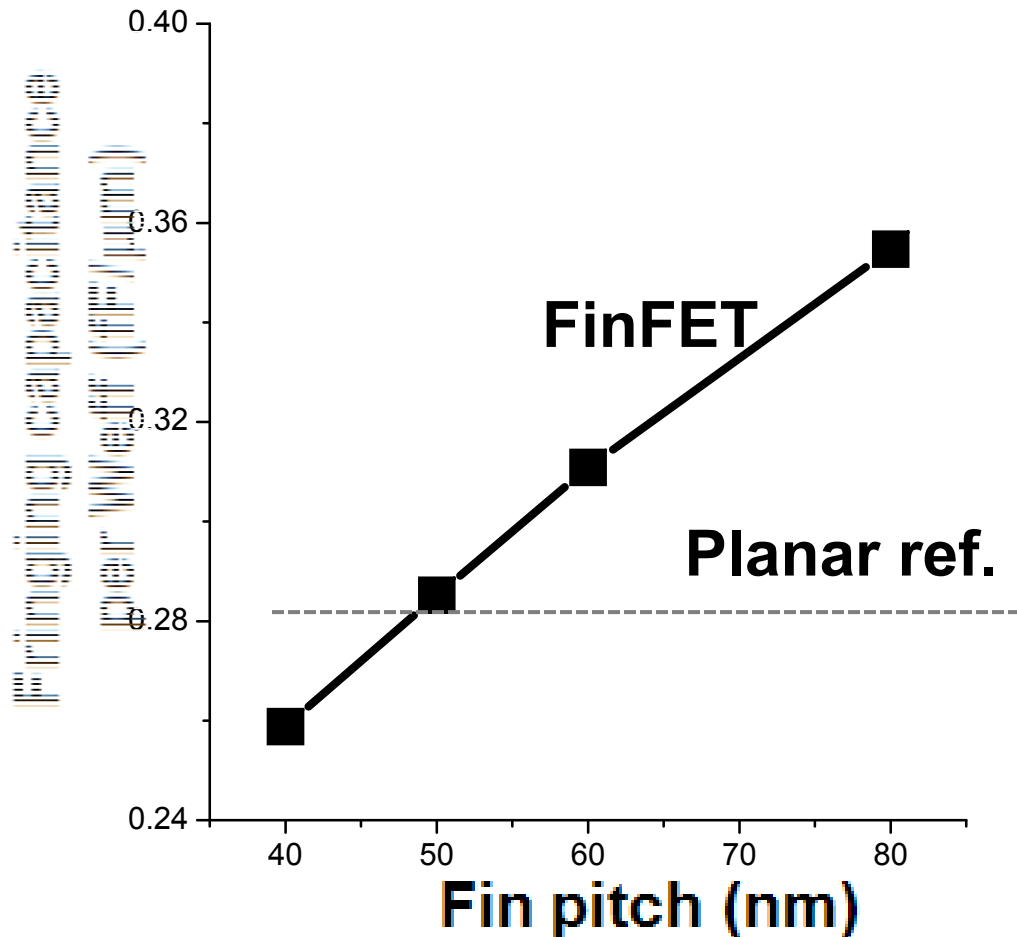 Fringing capacitance
per Weff (fF/µm)
0.40
0.36
0.32
0.28
0.24
FinFET
Planar ref.
40 50 60 70 80
Fin pitch (nm)